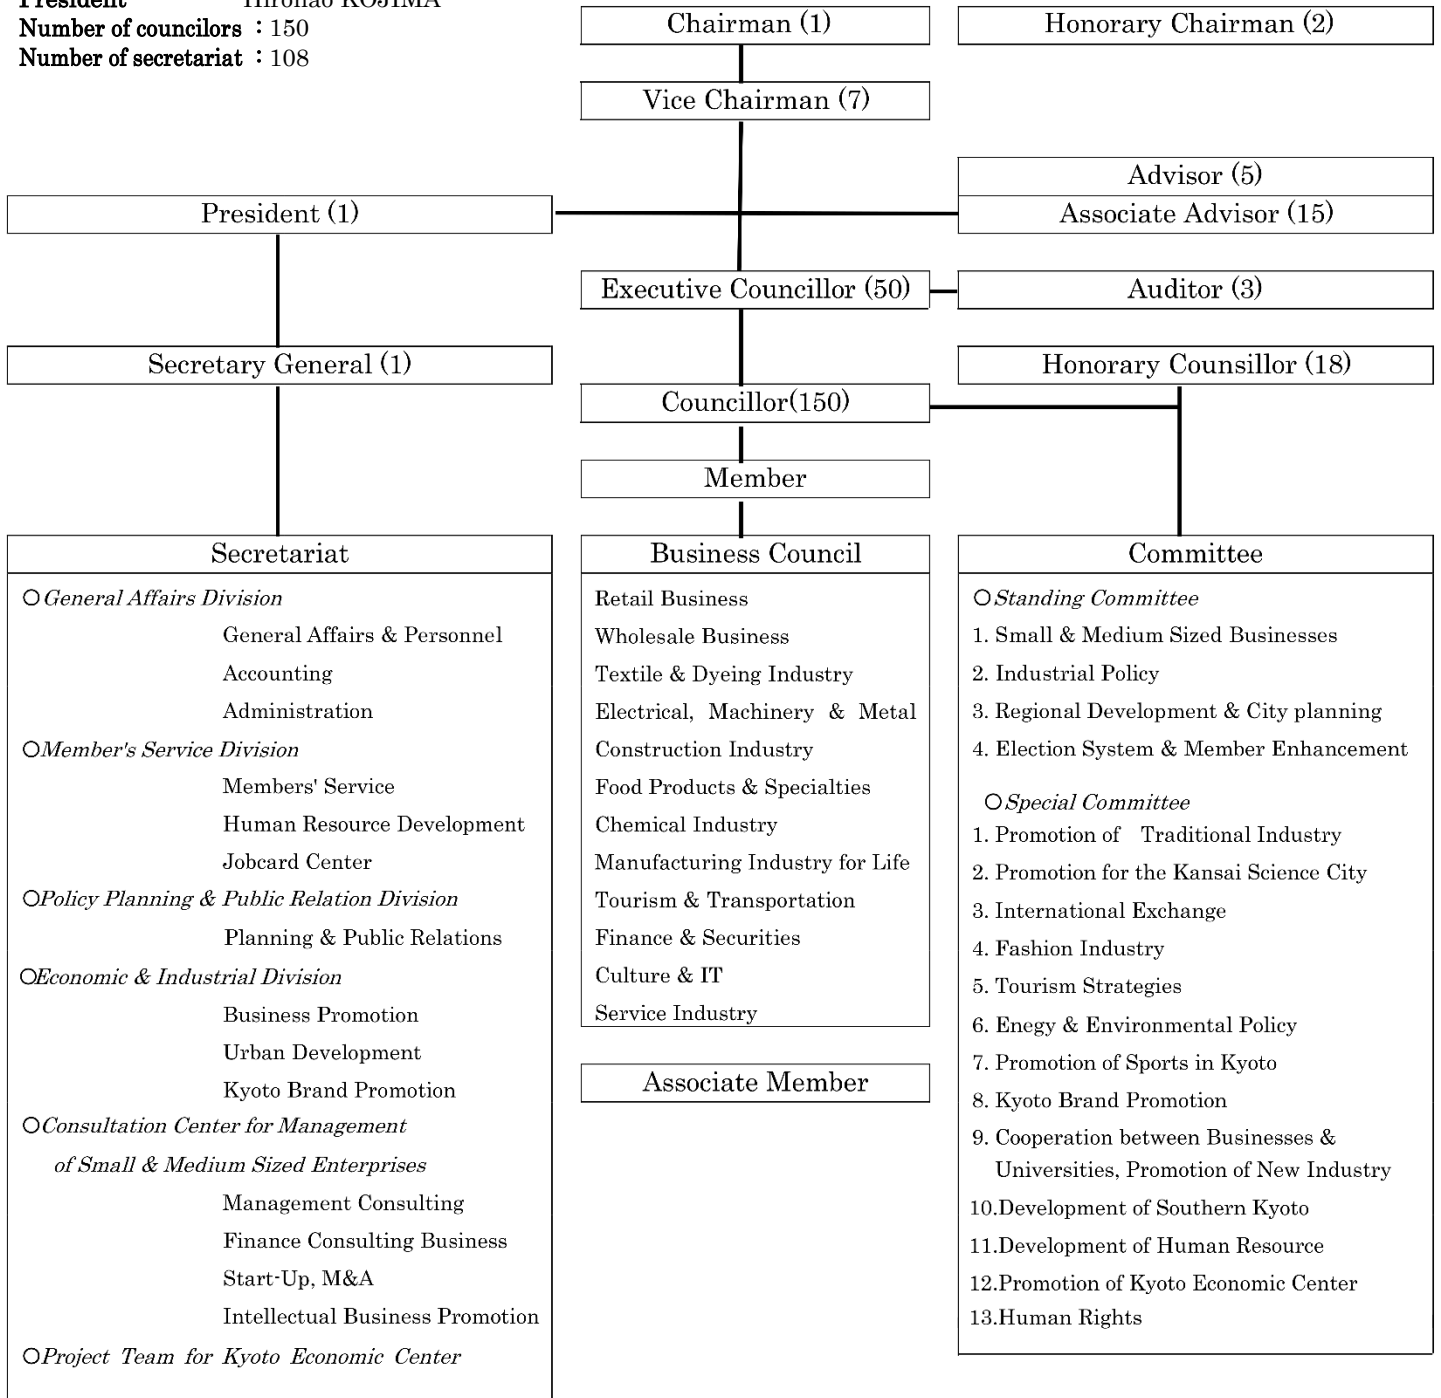 President Hironao KOJIMA
Number of councilors : 150
Number of secretariat : 108
Chairman (1)
Honorary Chairman (2)
Vice Chairman (7)
Advisor (5)
President (1)
Associate Advisor (15)
Executive Councillor (50)
Auditor (3)
Secretary General (1)
Honorary Counsillor (18)
Councillor(150)
Member
Secretariat
○General Affairs Division
General Affairs & Personnel
Accounting
Administration
○Member's Service Division
Members' Service
Human Resource Development
Jobcard Center
○Policy Planning & Public Relation Division
Planning & Public Relations
○Economic & Industrial Division
Business Promotion
Urban Development
Kyoto Brand Promotion
○Consultation Center for Management
of Small & Medium Sized Enterprises
Management Consulting
Finance Consulting Business
Start-Up, M&A
Intellectual Business Promotion
○Project Team for Kyoto Economic Center
Business Council
Retail Business
Wholesale Business
Textile & Dyeing Industry
Electrical, Machinery & Metal
Construction Industry
Food Products & Specialties
Chemical Industry
Manufacturing Industry for Life
Tourism & Transportation
Finance & Securities
Culture & IT
Service Industry
Associate Member
Committee
○Standing Committee
1. Small & Medium Sized Businesses
2. Industrial Policy
3. Regional Development & City planning
4. Election System & Member Enhancement
○Special Committee
1. Promotion of Traditional Industry
2. Promotion for the Kansai Science City
3. International Exchange
4. Fashion Industry
5. Tourism Strategies
6. Enegy & Environmental Policy
7. Promotion of Sports in Kyoto
8. Kyoto Brand Promotion
9. Cooperation between Businesses &
Universities, Promotion of New Industry
10.Development of Southern Kyoto
11.Development of Human Resource
12.Promotion of Kyoto Economic Center
13.Human Rights